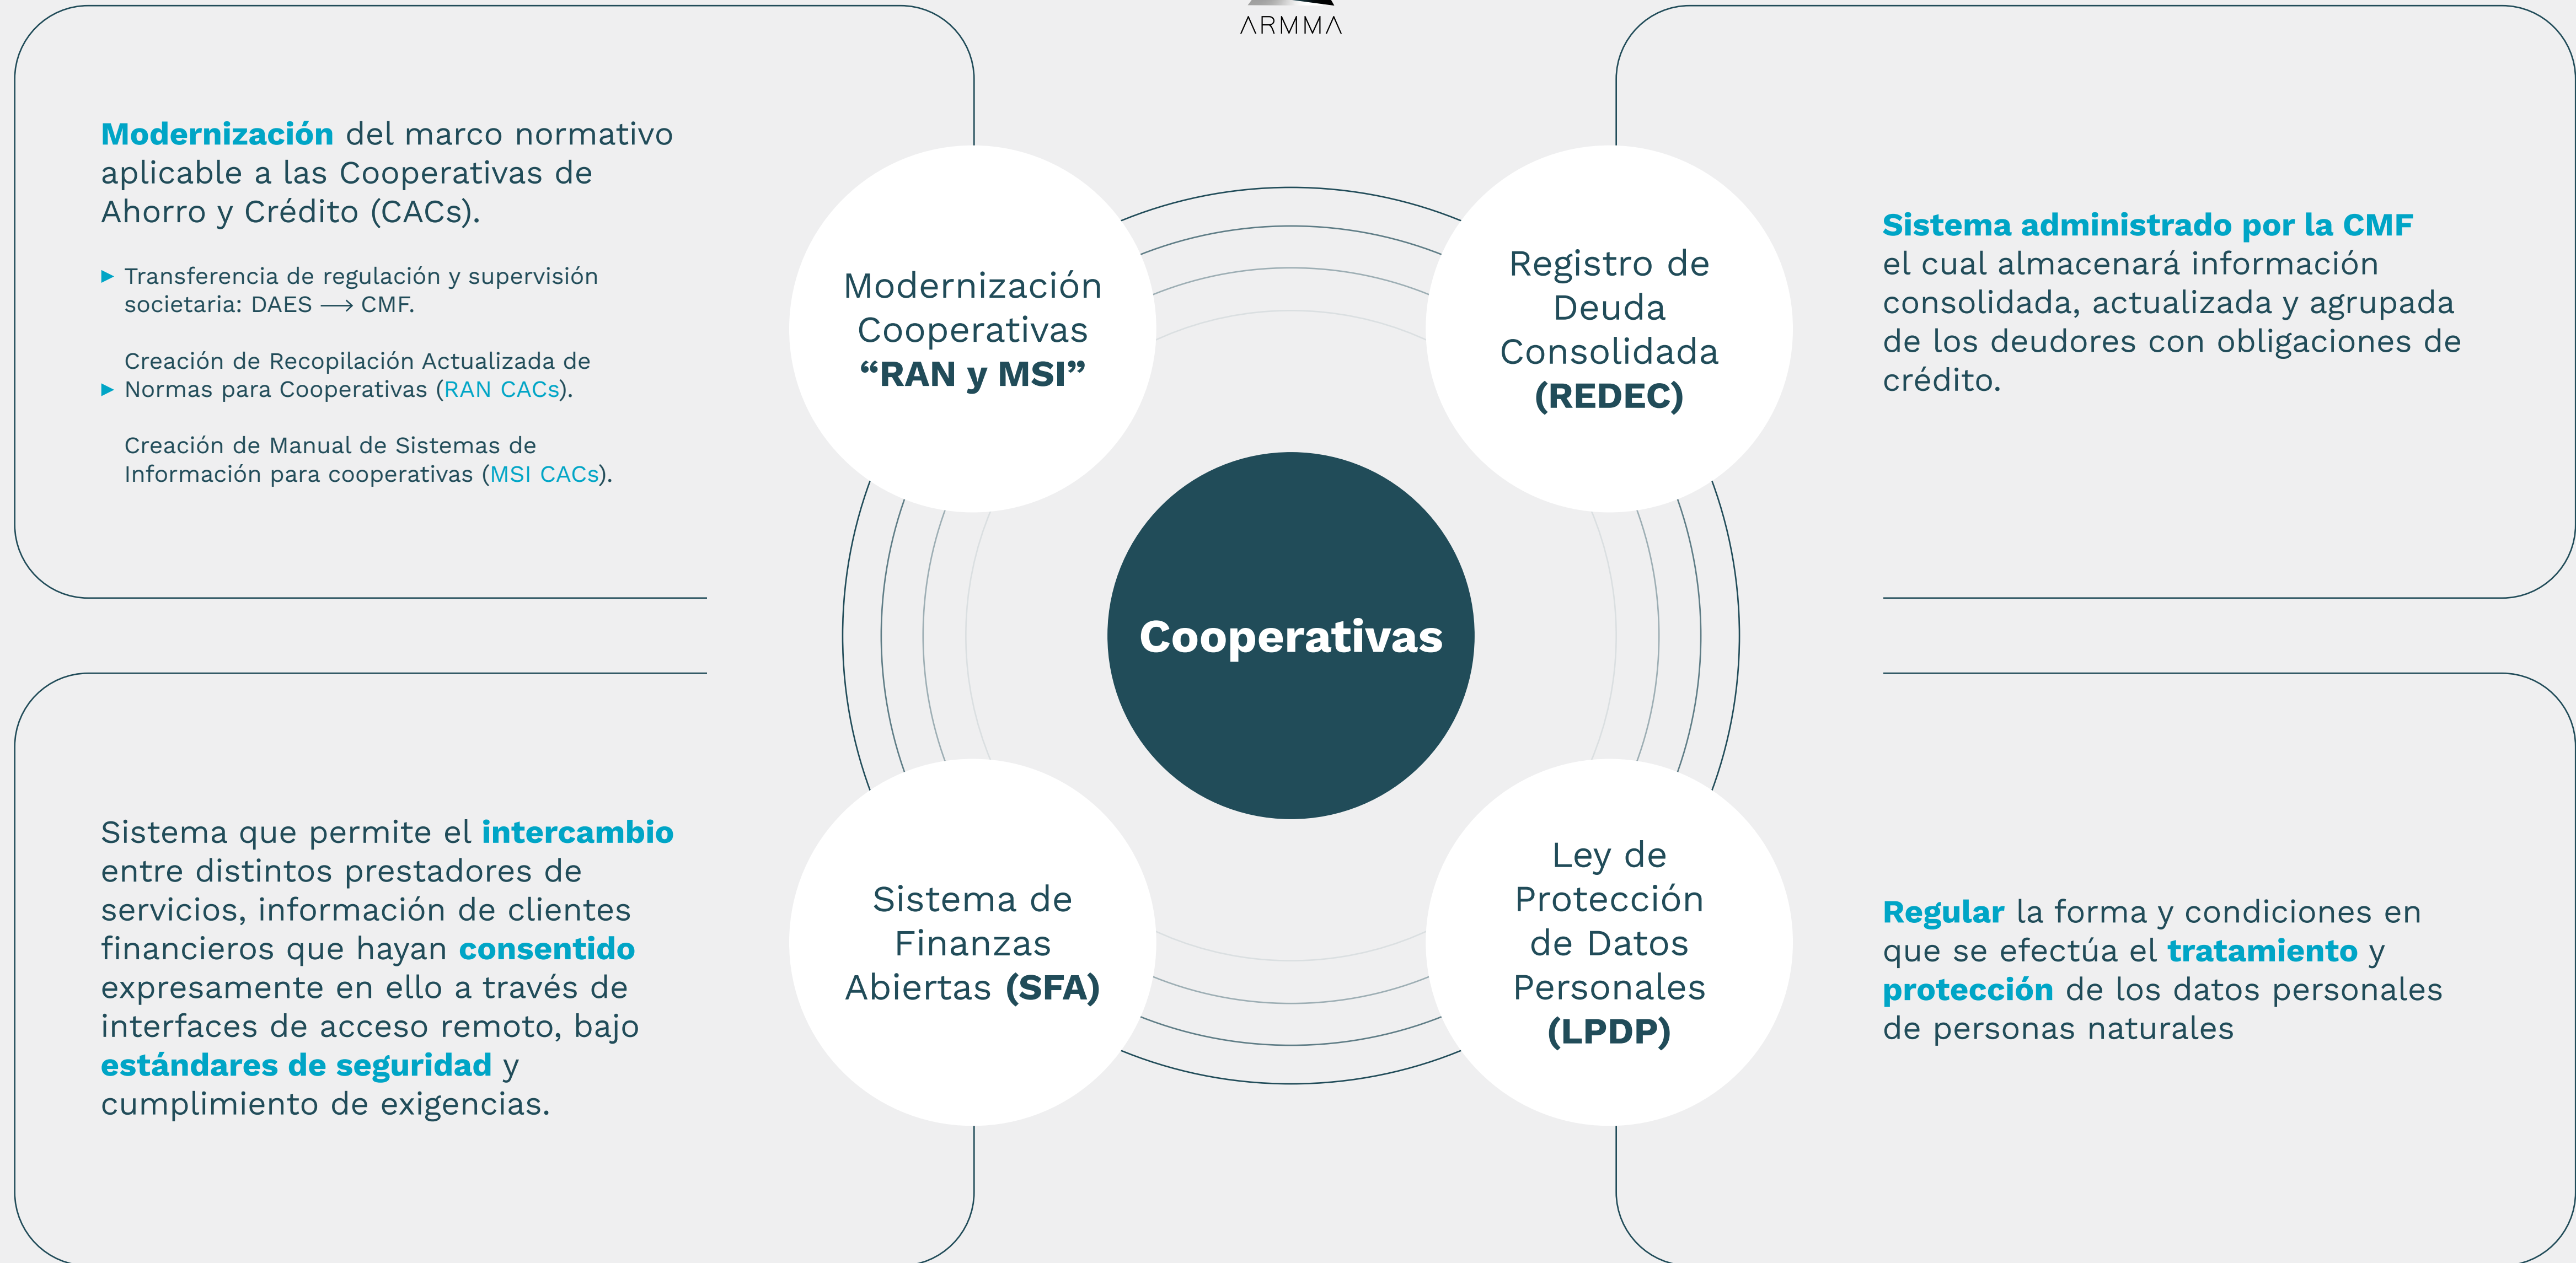 ARMMA
Modernización del marco normativo
aplicable a las Cooperativas de
Ahorro y Crédito (CACs).
► Transferencia de regulación y supervisión
societaria: DAES ⟶ CMF.
Creación de Recopilación Actualizada de
► Normas para Cooperativas (RAN CACs).
Creación de Manual de Sistemas de
Información para cooperativas (MSI CACs).
Modernización
Cooperativas
“RAN y MSI”
Registro de
Deuda
Consolidada
(REDEC)
Sistema administrado por la CMF
el cual almacenará información
consolidada, actualizada y agrupada
de los deudores con obligaciones de
crédito.
Cooperativas
Sistema que permite el intercambio
entre distintos prestadores de
servicios, información de clientes
financieros que hayan consentido
expresamente en ello a través de
interfaces de acceso remoto, bajo
estándares de seguridad y
cumplimiento de exigencias.
Sistema de
Finanzas
Abiertas (SFA)
Ley de
Protección
de Datos
Personales
(LPDP)
Regular la forma y condiciones en
que se efectúa el tratamiento y
protección de los datos personales
de personas naturales